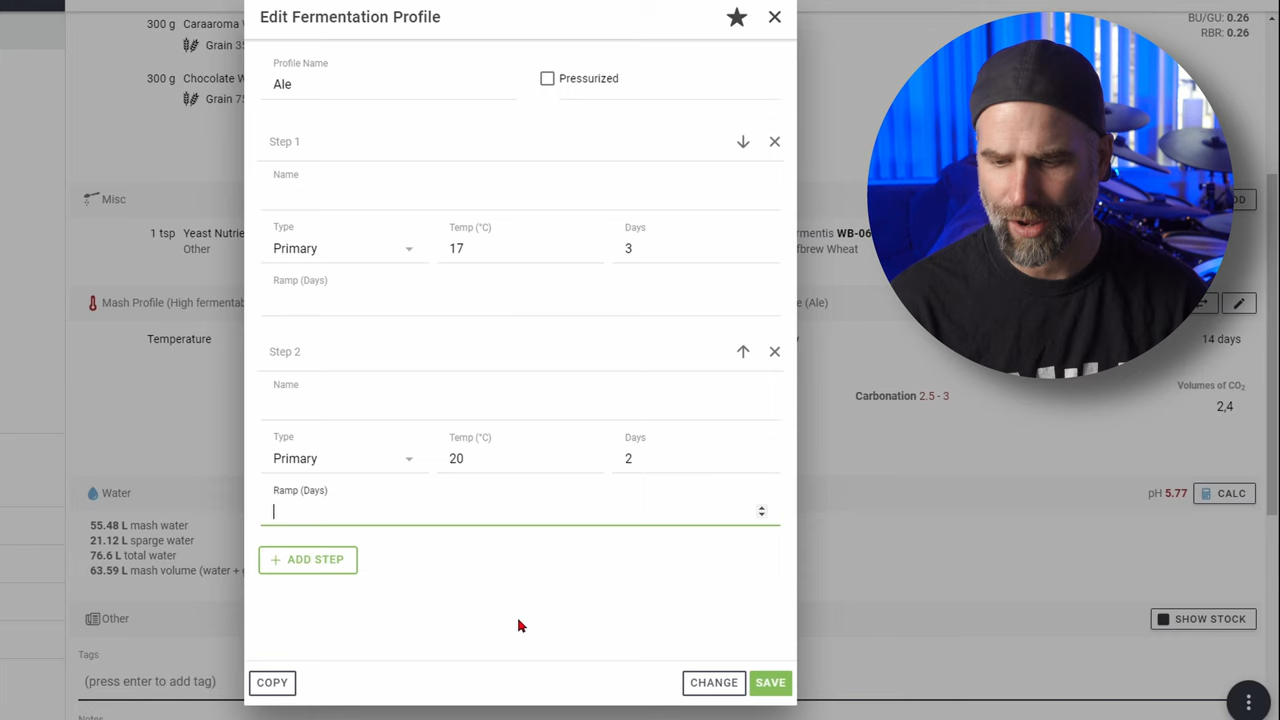 Edit Fermentation Profile
Profile Name
Ale
Pressurized
Step 1
Name
Type
Temp (°C)
Days
Primary
17
3
Ramp (Days)
Step 2
Name
Type
Temp (°C)
Days
Primary
20
2
Ramp (Days)
+ ADD STEP
COPY
CHANGE
SAVE
300 g
Cararoma
Grain
300 g
Chocolate
Grain
Misc
1 tsp
Yeast
Other
Mash Profile (High
Temperature
Water
55.48 L mash water
21.12 L sparge water
76.6 L total water
63.59 L mash volume (water +
Other
Tags
(press enter to add tag)
BU/GU: 0.26
RBR: 0.26
WB-06
Wheat
(Ale)
14 days
Carbonation 2.5 - 3
Volumes of CO2
2,4
pH 5.77
CALC
SHOW STOCK